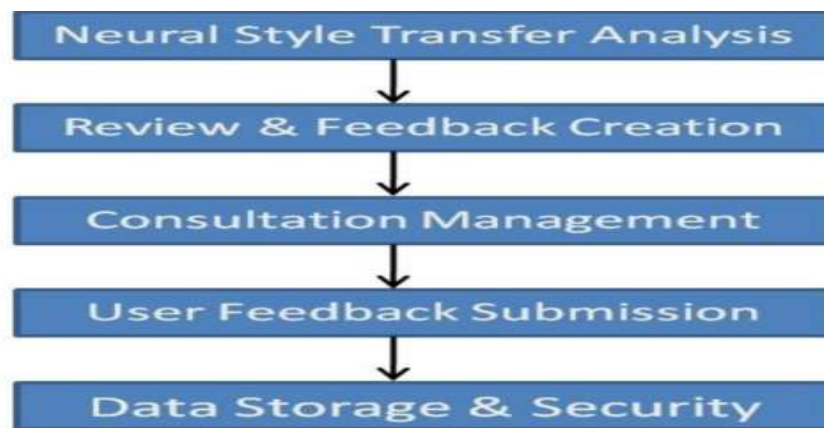 Neural Style Transfer Analysis
Review & Feedback Creation
Consultation Management
User Feedback Submission
Data Storage & Security